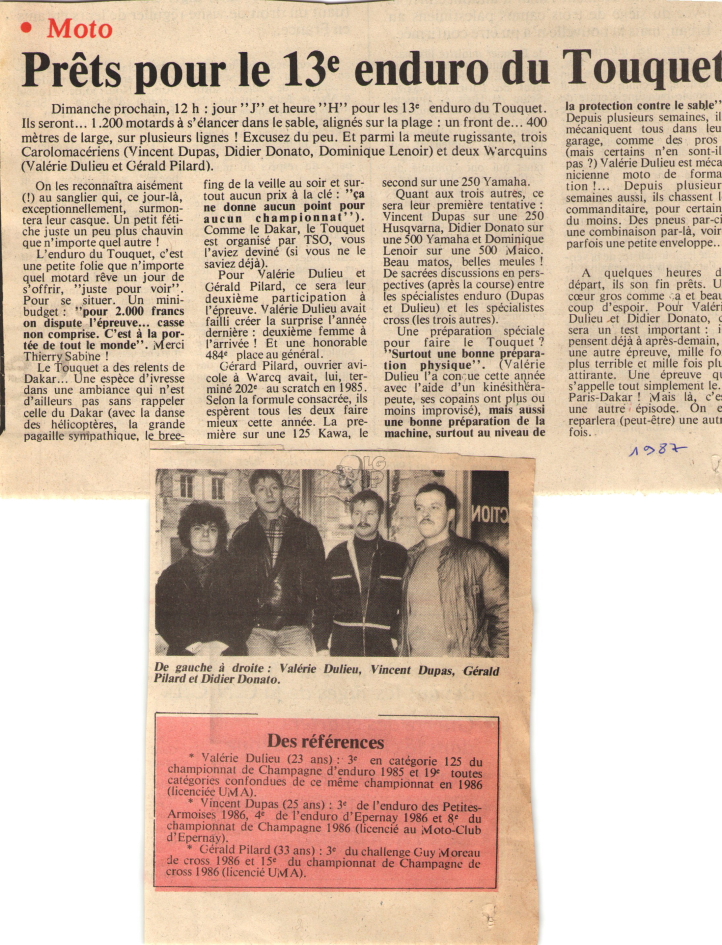 • Moto
Prêts pour le 13e enduro du Touquet
Dimanche prochain, 12 h : jour "J" et heure "H" pour les 13e enduro du Touquet.
Ils seront... 1.200 motards à s'élancer dans le sable, alignés sur la plage : un front de... 400
mètres de large, sur plusieurs lignes ! Excusez du peu. Et parmi la meute rugissante, trois
Carolomacériens (Vincent Dupas, Didier Donato, Dominique Lenoir) et deux Warcquins
(Valérie Dulieu et Gérald Pilard).
On les reconnaîtra aisément
(!) au sanglier qui, ce jour-là,
exceptionnellement, surmon-
tera leur casque. Un petit féti-
che juste un peu plus chauvin
que n'importe quel autre !
L'enduro du Touquet, c'est
une petite folie que n'importe
quel motard rêve un jour de
s'offrir, "juste pour voir".
Pour se situer. Un mini-
budget : "pour 2.000 francs
on dispute l'épreuve... casse
non comprise. C'est à la por-
tée de tout le monde". Merci
Thierry Sabine !
Le Touquet a des relents de
Dakar... Une espèce d'ivresse
dans une ambiance qui n'est
d'ailleurs pas sans rappeler
celle du Dakar (avec la danse
des hélicoptères, la grande
pagaille sympathique, le bree-
fing de la veille au soir et sur-
tout aucun prix à la clé : "ça
ne donne aucun point pour
aucun championnat").
Comme le Dakar, le Touquet
est organisé par TSO, vous
l'aviez deviné (si vous ne le
saviez déjà).
Pour Valérie Dulieu et
Gérald Pilard, ce sera leur
deuxième participation à
l'épreuve. Valérie Dulieu avait
failli créer la surprise l'année
dernière : deuxième femme à
l'arrivée ! Et une honorable
484e place au général.
Gérard Pilard, ouvrier avi-
cole à Warcq avait, lui, ter-
miné 202e au scratch en 1985.
Selon la formule consacrée, ils
espèrent tous les deux faire
mieux cette année. La pre-
mière sur une 125 Kawa, le
second sur une 250 Yamaha.
Quant aux trois autres, ce
sera leur première tentative :
Vincent Dupas sur une 250
Husqvarna, Didier Donato sur
une 500 Yamaha et Dominique
Lenoir sur une 500 Maico.
Beau matos, belles meules !
De sacrées discussions en pers-
pectives (après la course) entre
les spécialistes enduro (Dupas
et Dulieu) et les spécialistes
cross (les trois autres).
Une préparation spéciale
pour faire le Touquet ?
"Surtout une bonne prépara-
tion physique". (Valérie
Dulieu l'a conçue cette année
avec l'aide d'un kinésithéra-
peute, ses copains ont plus ou
moins improvisé), mais aussi
une bonne préparation de la
machine, surtout au niveau de
la protection contre le sable"
Depuis plusieurs semaines, il
mécaniquent tous dans leu
garage, comme des pros
(mais certains n'en sont-il
pas ?) Valérie Dulieu est méca
nicienne moto de forma
tion !... Depuis plusieur
semaines aussi, ils chassent l
commanditaire, pour certain
du moins. Des pneus par-c
une combinaison par-là, voir
parfois une petite enveloppe..
A quelques heures d
départ, ils son fin prêts. U
cœur gros comme ça et beau
coup d'espoir. Pour Valéri
Dulieu et Didier Donato, c
sera un test important : i
pensent déjà à après-demain,
une autre épreuve, mille fo
plus terrible et mille fois plu
attirante. Une épreuve qu
s'appelle tout simplement le.
Paris-Dakar ! Mais là, c'es
une autre épisode. On e
reparlera (peut-être) une autr
fois..
1987
LG
CTION
De gauche à droite : Valérie Dulieu, Vincent Dupas, Gérald
Pilard et Didier Donato.
Des références
* Valérie Dulieu (23 ans) : 3e en catégorie 125 du
championnat de Champagne d'enduro 1985 et 19e toutes
catégories confondues de ce même championnat en 1986
(licenciée UMA).
* Vincent Dupas (25 ans) : 3e de l'enduro des Petites-
Armoises 1986, 4e de l'enduro d'Epernay 1986 et 8e du
championnat de Champagne 1986 (licencié au Moto-Club
d'Epernay).
* Gérald Pilard (33 ans) : 3e du challenge Guy Moreau
de cross 1986 et 15e du championnat de Champagne de
cross 1986 (licencié UMA).